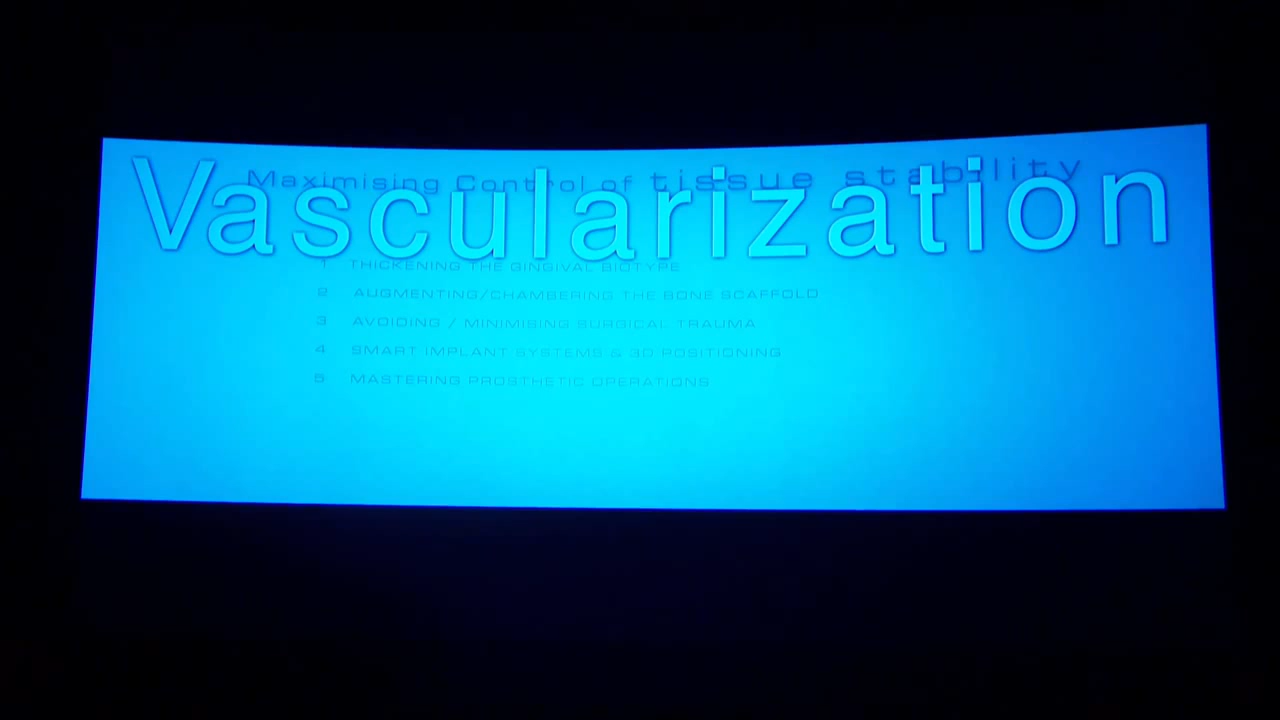 Maximising Control of tissue stability
Vascularization
1 THICKENING THE GINGIVAL BIOTYPE
2 AUGMENTING/CHAMBERING THE BONE SCAFFOLD
3 AVOIDING / MINIMISING SURGICAL TRAUMA
4 SMART IMPLANT SYSTEMS & 3D POSITIONING
5 MASTERING PROSTHETIC OPERATIONS